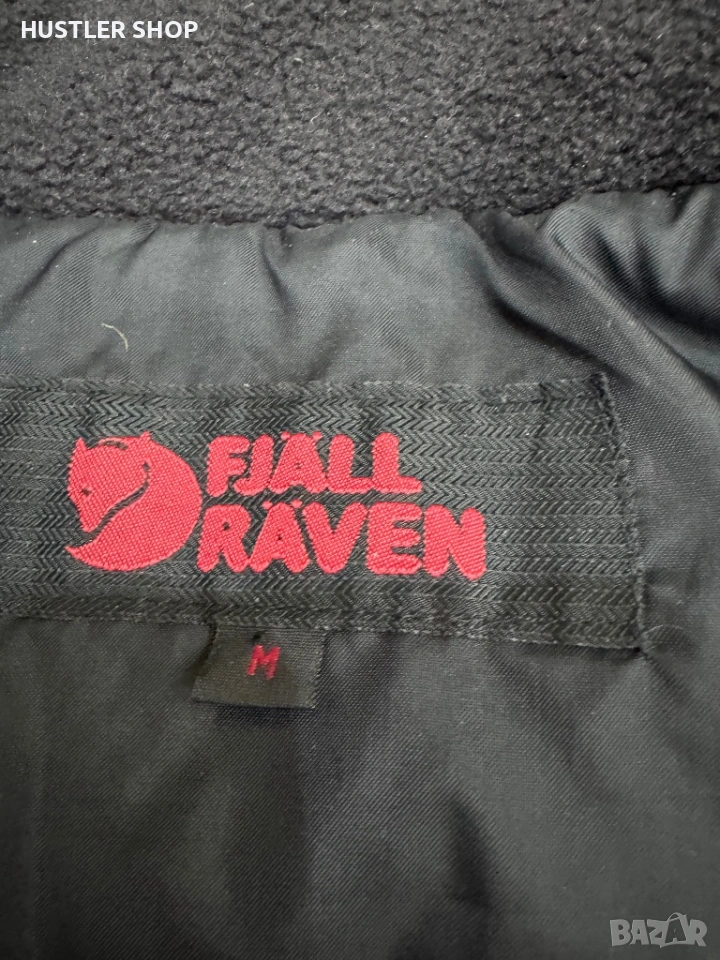 HUSTLER SHOP
FJÄLL
RÄVEN
M
BAZAR